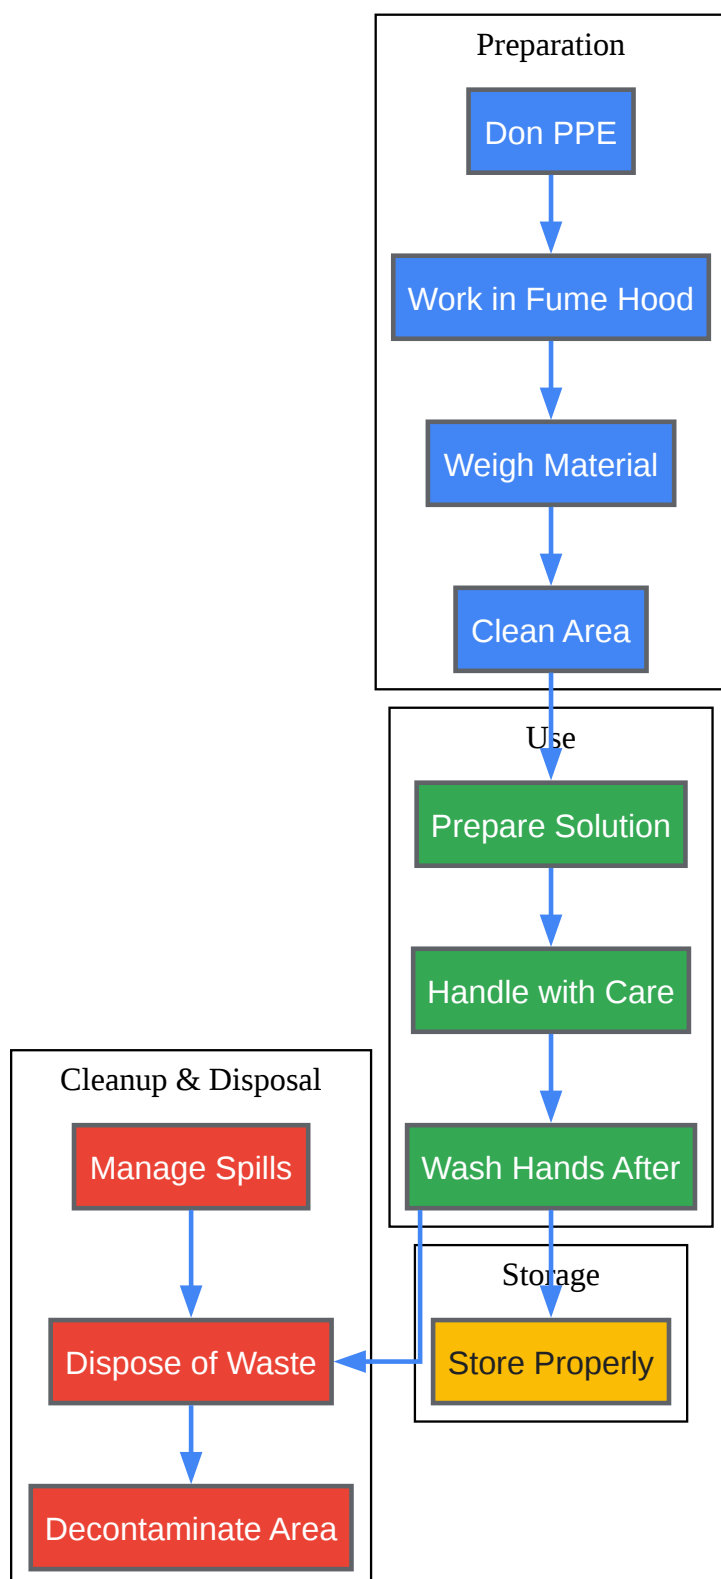 Preparation
Don PPE
Work in Fume Hood
Weigh Material
Clean Area
Use
Prepare Solution
Handle with Care
Wash Hands After
Cleanup & Disposal
Manage Spills
Dispose of Waste
Decontaminate Area
Storage
Store Properly